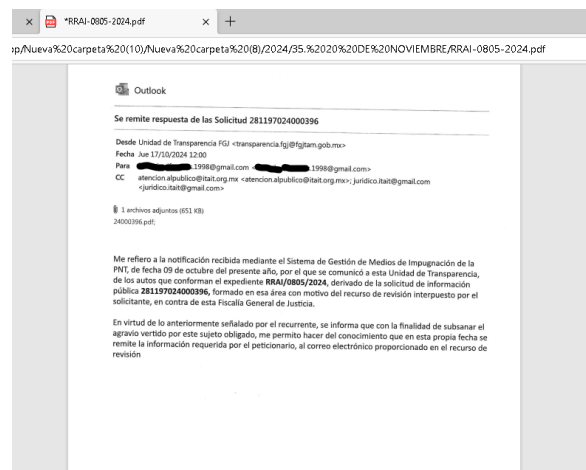 *RRAI-0805-2024.pdf
op/Nueva%20carpeta%20(10)/Nueva%20carpeta%20(8)/2024/35.%2020%20DE%20NOVIEMBRE/RRAI-0805-2024.pdf
Outlook
Se remite respuesta de las Solicitud 281197024000396
Desde Unidad de Transparencia FGJ <transparencia.fgj@fgjtam.gob.mx>
Fecha Jue 17/10/2024 12:00
Para .1998@gmail.com < .1998@gmail.com>
CC atencion.alpublico@itait.org.mx <atencion.alpublico@itait.org.mx>; juridico.itait@gmail.com
<juridico.itait@gmail.com>
1 archivos adjuntos (651 KB)
24000396.pdf;
Me refiero a la notificación recibida mediante el Sistema de Gestión de Medios de Impugnación de la
PNT, de fecha 09 de octubre del presente año, por el que se comunicó a esta Unidad de Transparencia,
de los autos que conforman el expediente RRAI/0805/2024, derivado de la solicitud de información
pública 281197024000396, formado en esa área con motivo del recurso de revisión interpuesto por el
solicitante, en contra de esta Fiscalía General de Justicia.
En virtud de lo anteriormente señalado por el recurrente, se informa que con la finalidad de subsanar el
agravio vertido por este sujeto obligado, me permito hacer del conocimiento que en esta propia fecha se
remite la información requerida por el peticionario, al correo electrónico proporcionado en el recurso de
revisión